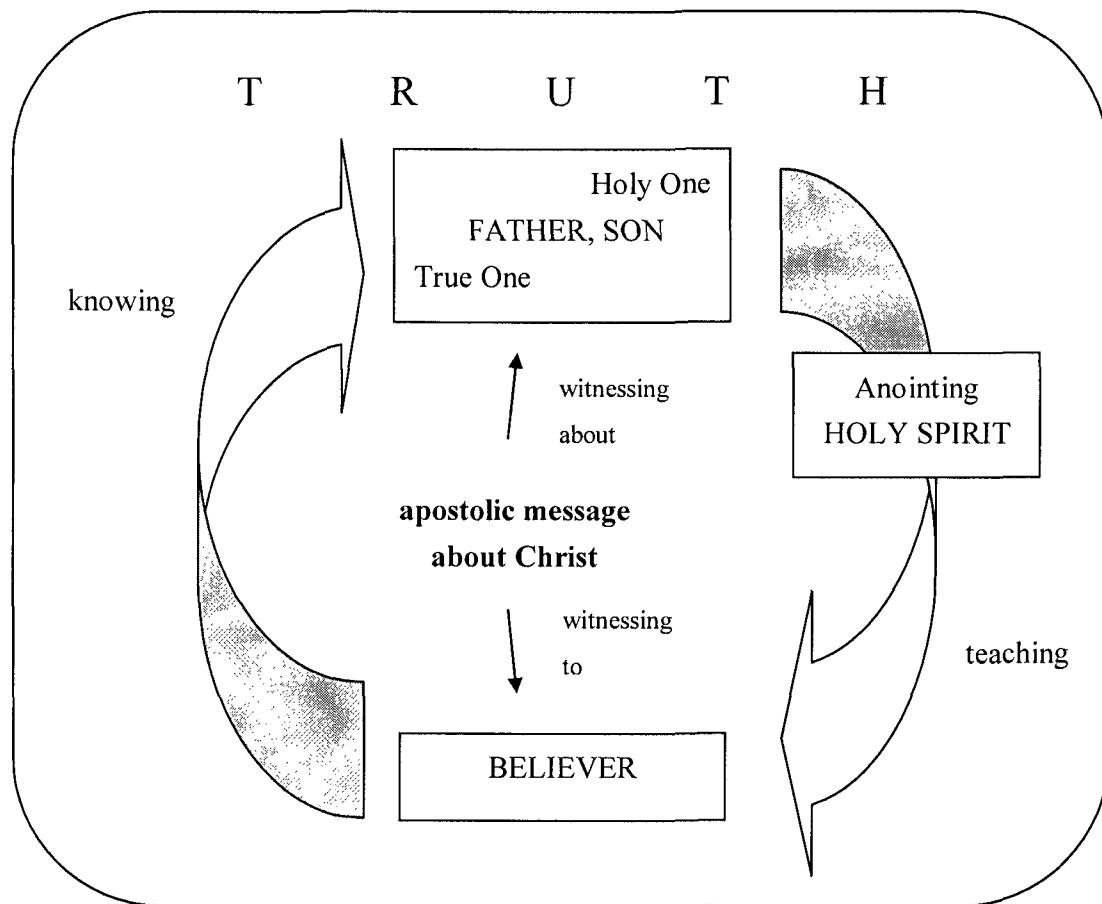 T R U T H
Holy One
FATHER, SON
True One
knowing
witnessing
about
Anointing
HOLY SPIRIT
apostolic message
about Christ
witnessing
to
teaching
BELIEVER